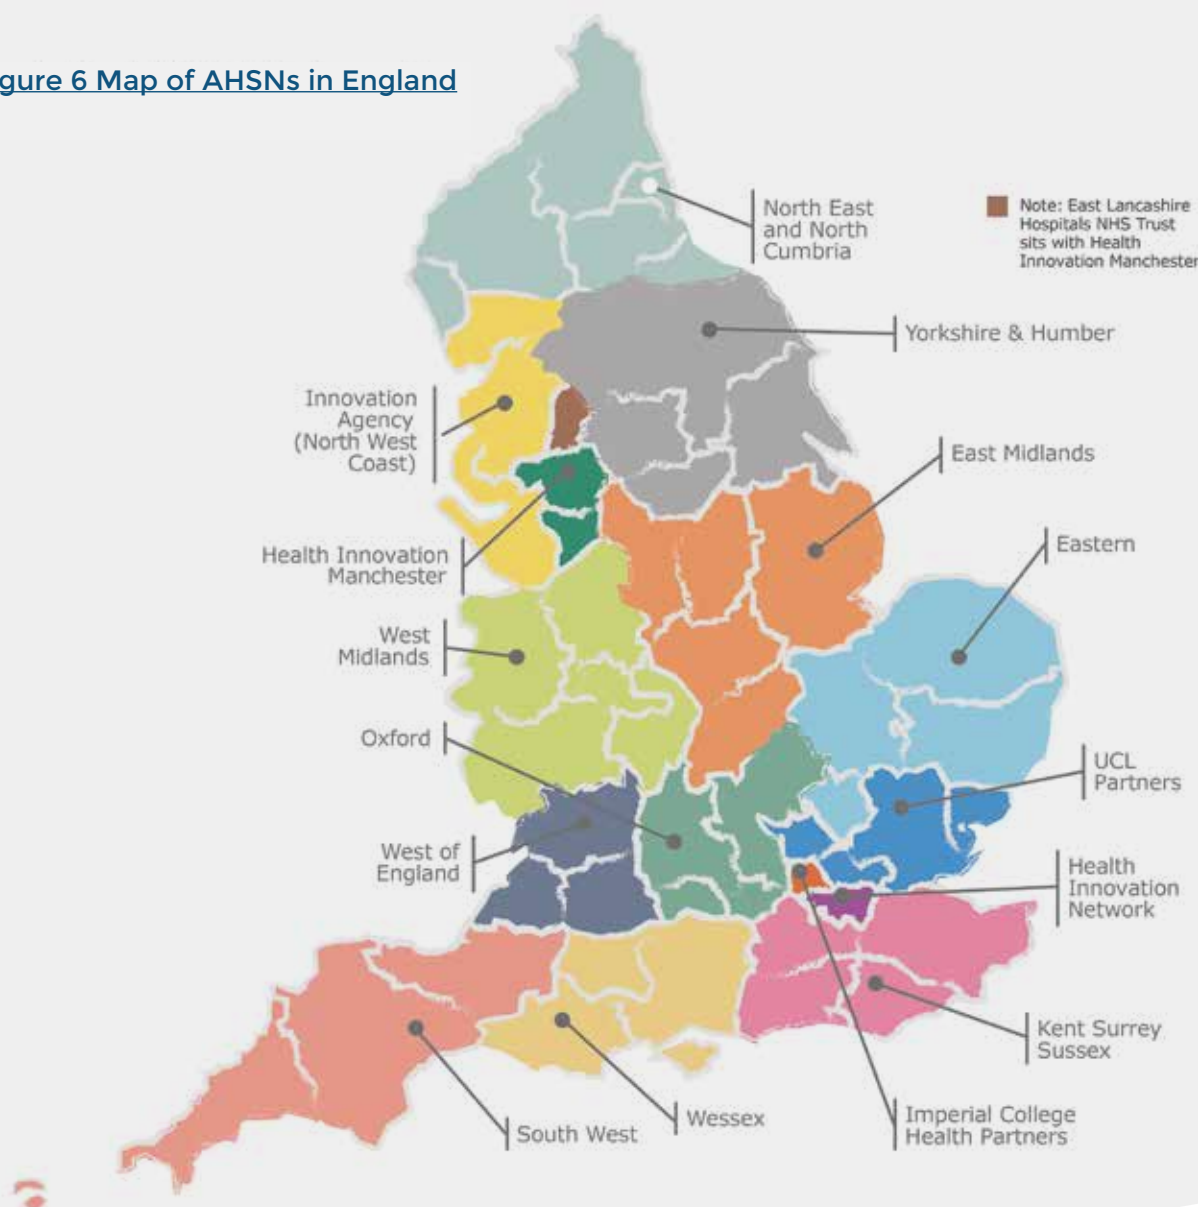 gure 6 Map of AHSNs in England
North East
and North
Cumbria
Note: East Lancashire
Hospitals NHS Trust
sits with Health
Innovation Manchester
Yorkshire & Humber
Innovation
Agency
(North West
Coast)
East Midlands
Health Innovation
Manchester
Eastern
West
Midlands
Oxford
UCL
Partners
West of
England
Health
Innovation
Network
Kent Surrey
Sussex
Imperial College
Health Partners
Wessex
South West